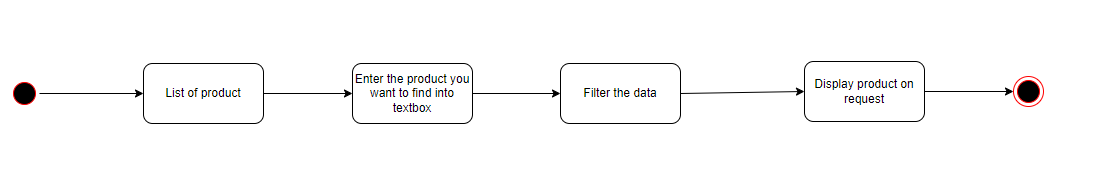 List of product
Enter the product you
want to find into
textbox
Filter the data
Display product on
request